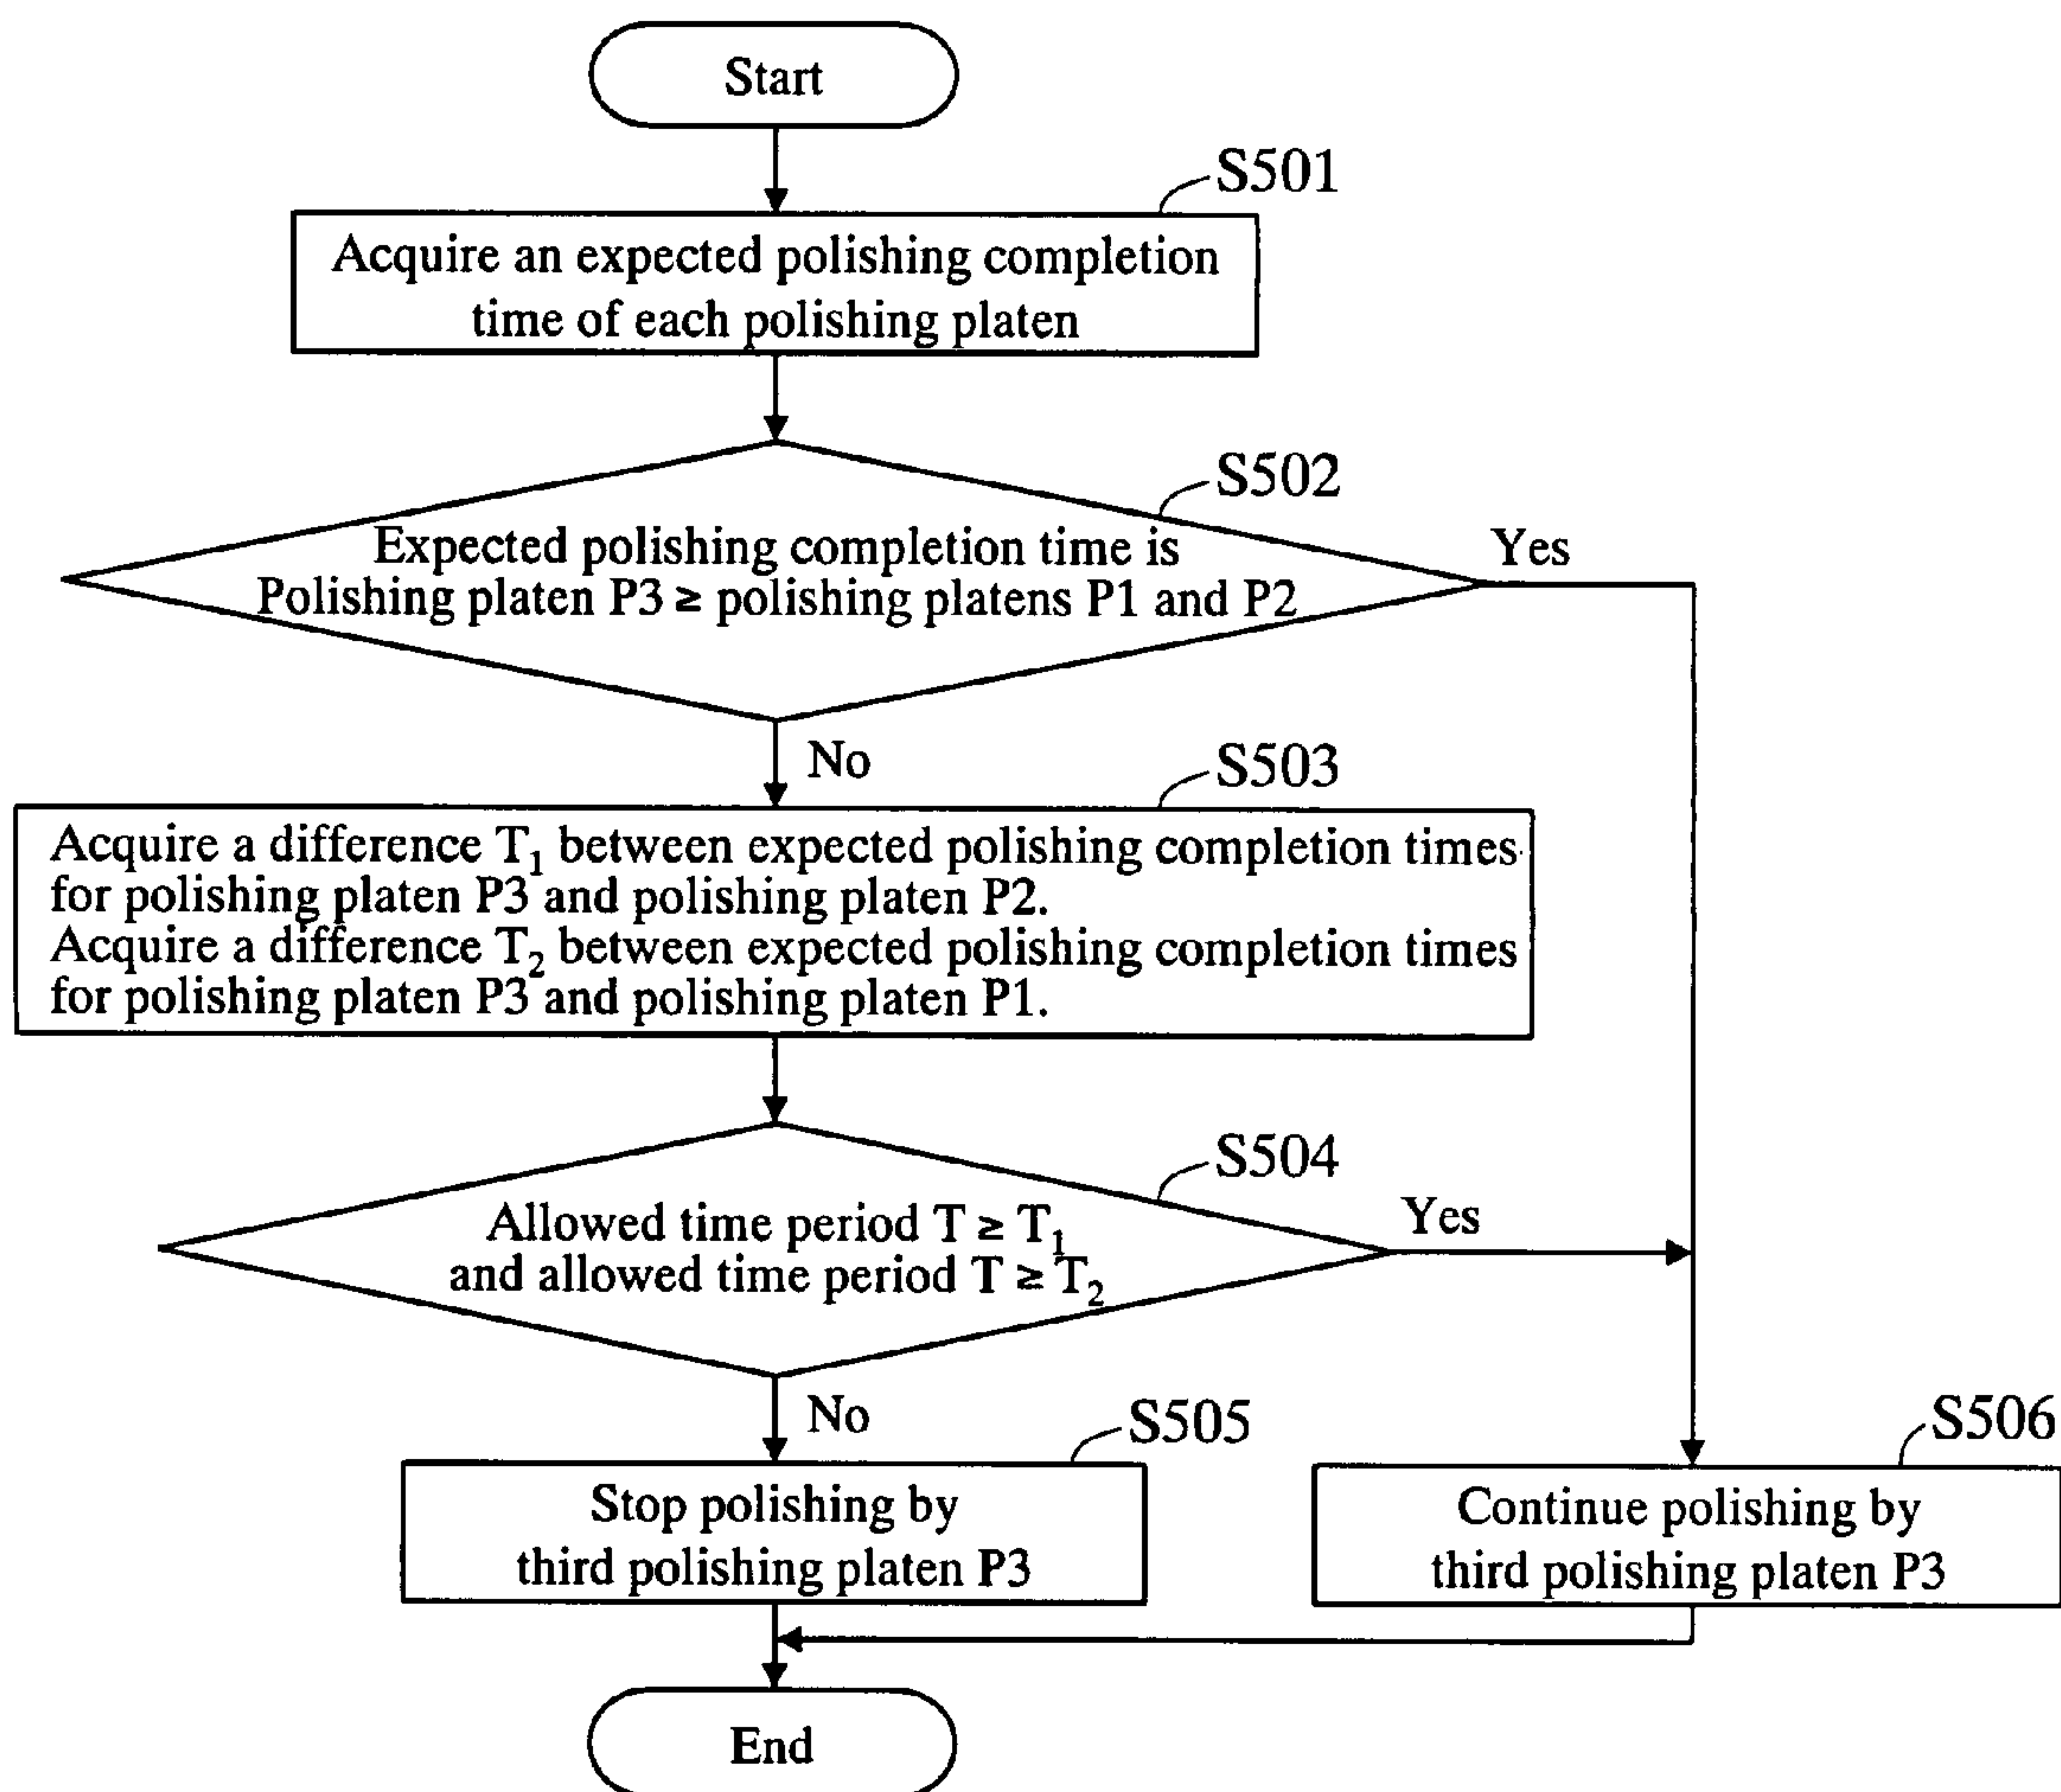 Start
S501
Acquire an expected polishing completion
time of each polishing platen
S502
Expected polishing completion time is
Polishing platen P3 ≥ polishing platens P1 and P2
Yes
No
S503
Acquire a difference T₁ between expected polishing completion times
for polishing platen P3 and polishing platen P2.
Acquire a difference T₂ between expected polishing completion times
for polishing platen P3 and polishing platen P1.
S504
Allowed time period T ≥ T₁
and allowed time period T ≥ T₂
Yes
No
S505
Stop polishing by
third polishing platen P3
S506
Continue polishing by
third polishing platen P3
End